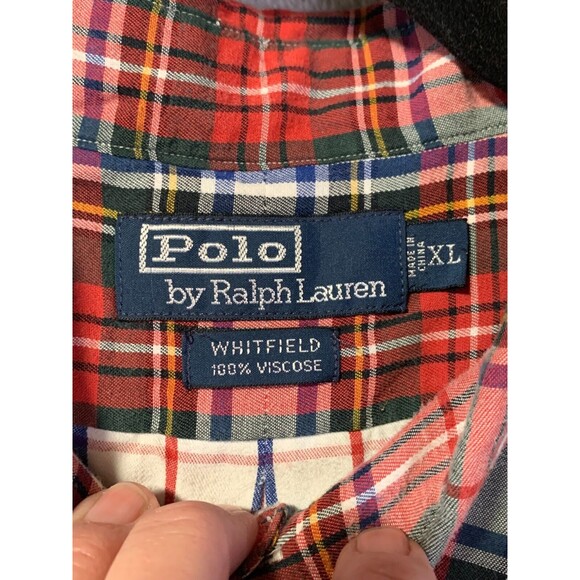 Polo
by Ralph Lauren
MADE IN
CHINA
XL
WHITFIELD
100% VISCOSE